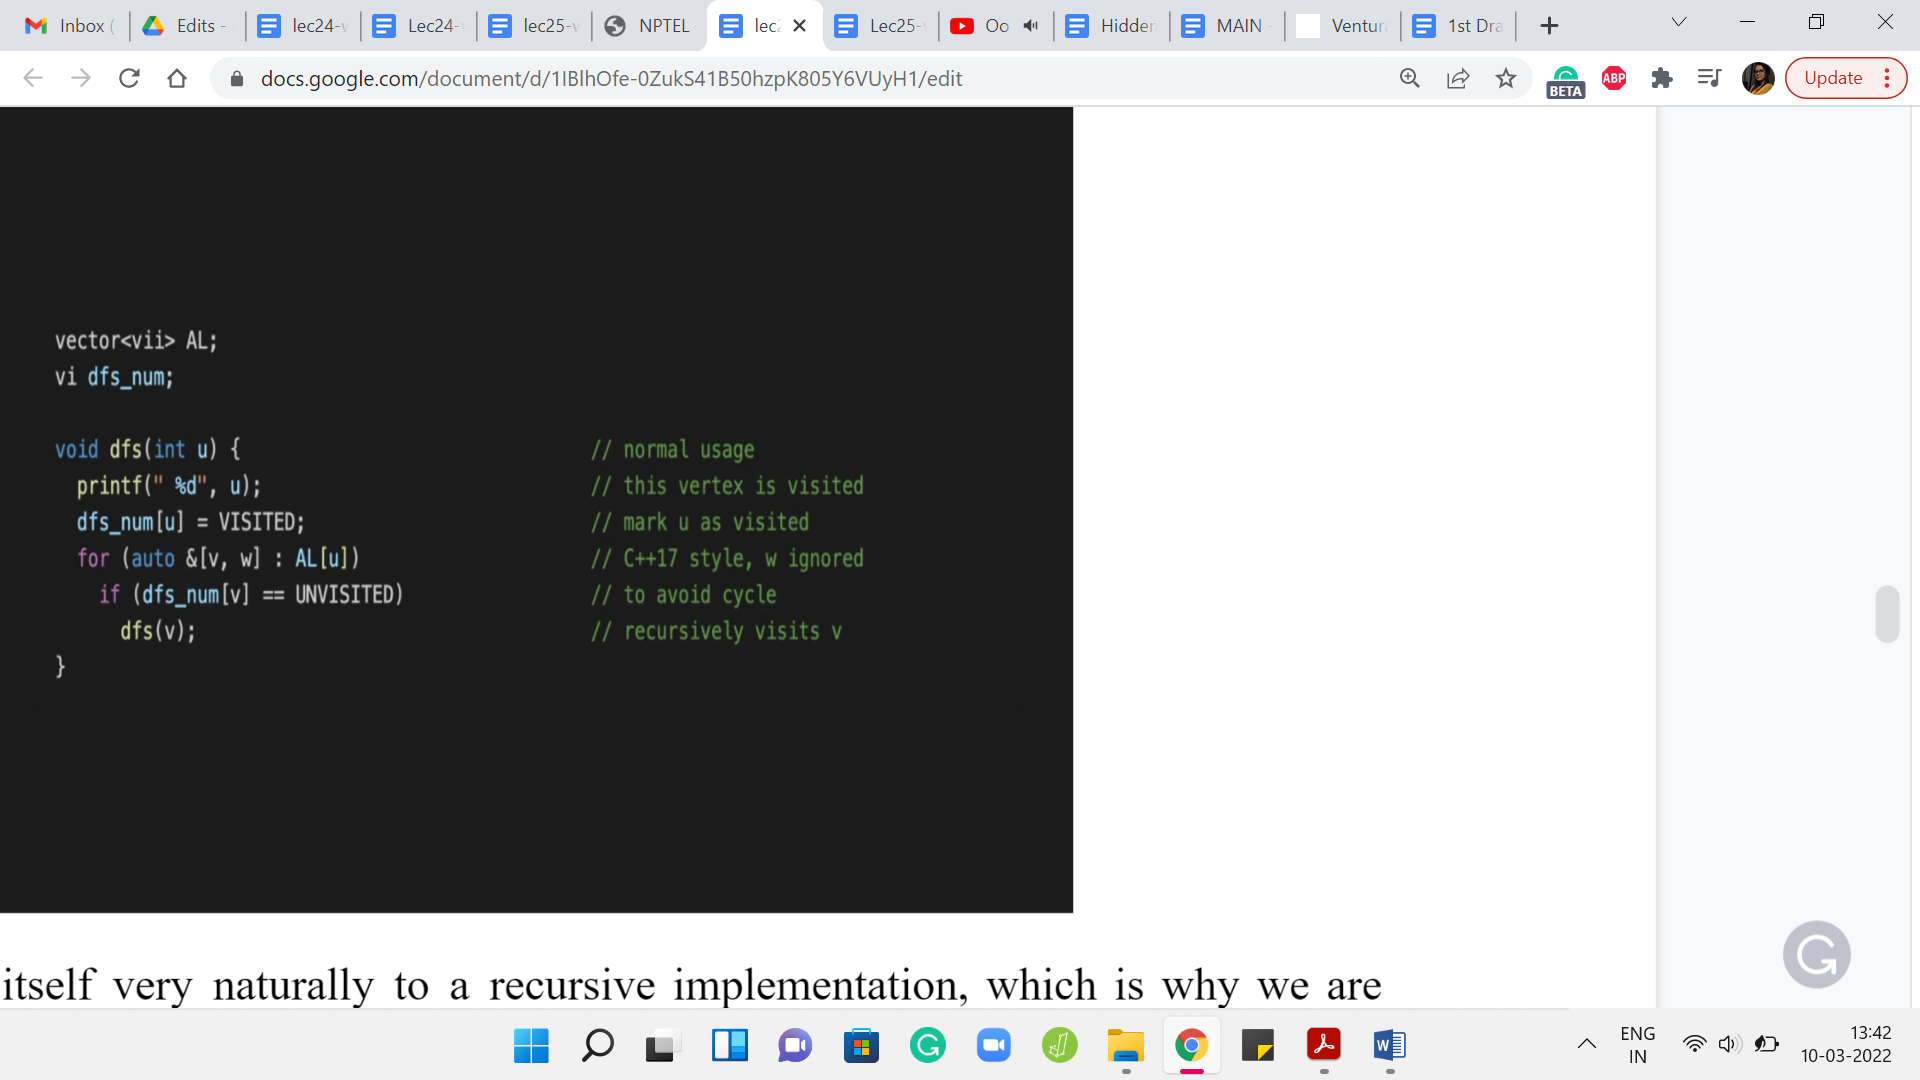 Inbox (
Edits -
lec24-v
Lec24-
lec25-v
NPTEL
lec2
Lec25-
Oo
Hidden
MAIN -
Ventur
1st Dra
docs.google.com/document/d/1IBlhOfe-0ZukS41B50hzpK805Y6VUyH1/edit
BETA
ABP
Update
vector<vii> AL;
vi dfs_num;
void dfs(int u) { // normal usage
printf(" %d", u); // this vertex is visited
dfs_num[u] = VISITED; // mark u as visited
for (auto &[v, w] : AL[u]) // C++17 style, w ignored
if (dfs_num[v] == UNVISITED) // to avoid cycle
dfs(v); // recursively visits v
}
itself very naturally to a recursive implementation, which is why we are
ENG
IN
13:42
10-03-2022